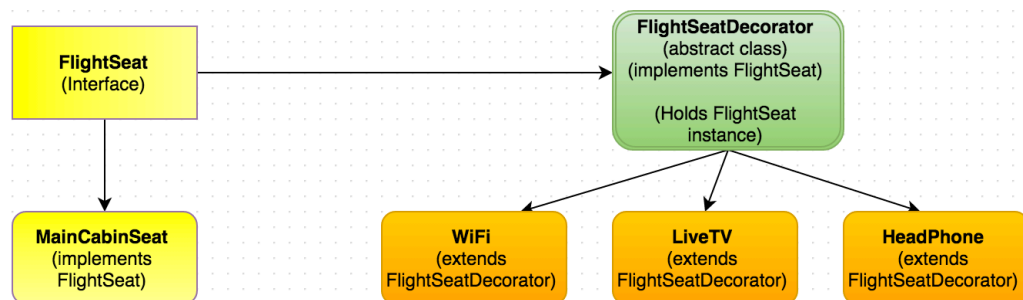 FlightSeat
(Interface)
FlightSeatDecorator
(abstract class)
(implements FlightSeat)
(Holds FlightSeat
instance)
MainCabinSeat
(implements
FlightSeat)
WiFi
(extends
FlightSeatDecorator)
LiveTV
(extends
FlightSeatDecorator)
HeadPhone
(extends
FlightSeatDecorator)